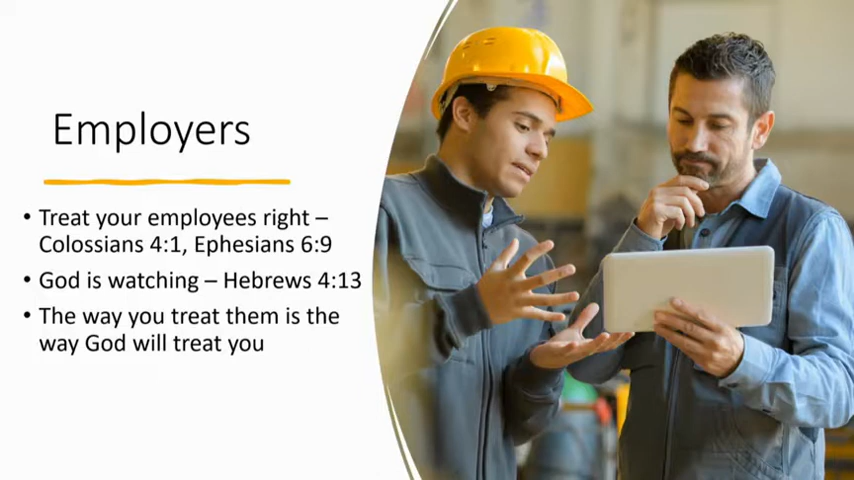 Employers
• Treat your employees right –
Colossians 4:1, Ephesians 6:9
• God is watching – Hebrews 4:13
• The way you treat them is the
way God will treat you